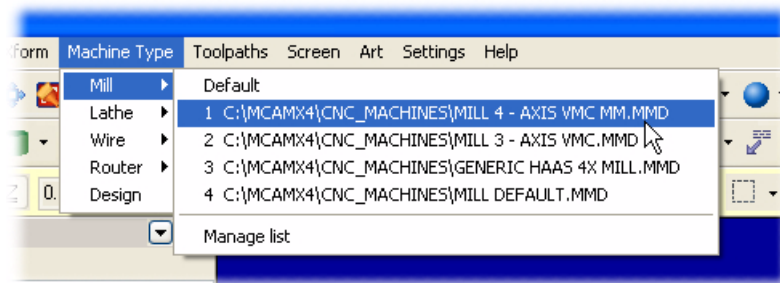 form Machine Type Toolpaths Screen Art Settings Help
Mill
Lathe
Wire
Router
Design
Default
1 C:\MCAMX4\CNC_MACHINES\MILL 4 - AXIS VMC MM.MMD
2 C:\MCAMX4\CNC_MACHINES\MILL 3 - AXIS VMC.MMD
3 C:\MCAMX4\CNC_MACHINES\GENERIC HAAS 4X MILL.MMD
4 C:\MCAMX4\CNC_MACHINES\MILL DEFAULT.MMD
Manage list
Z 0.